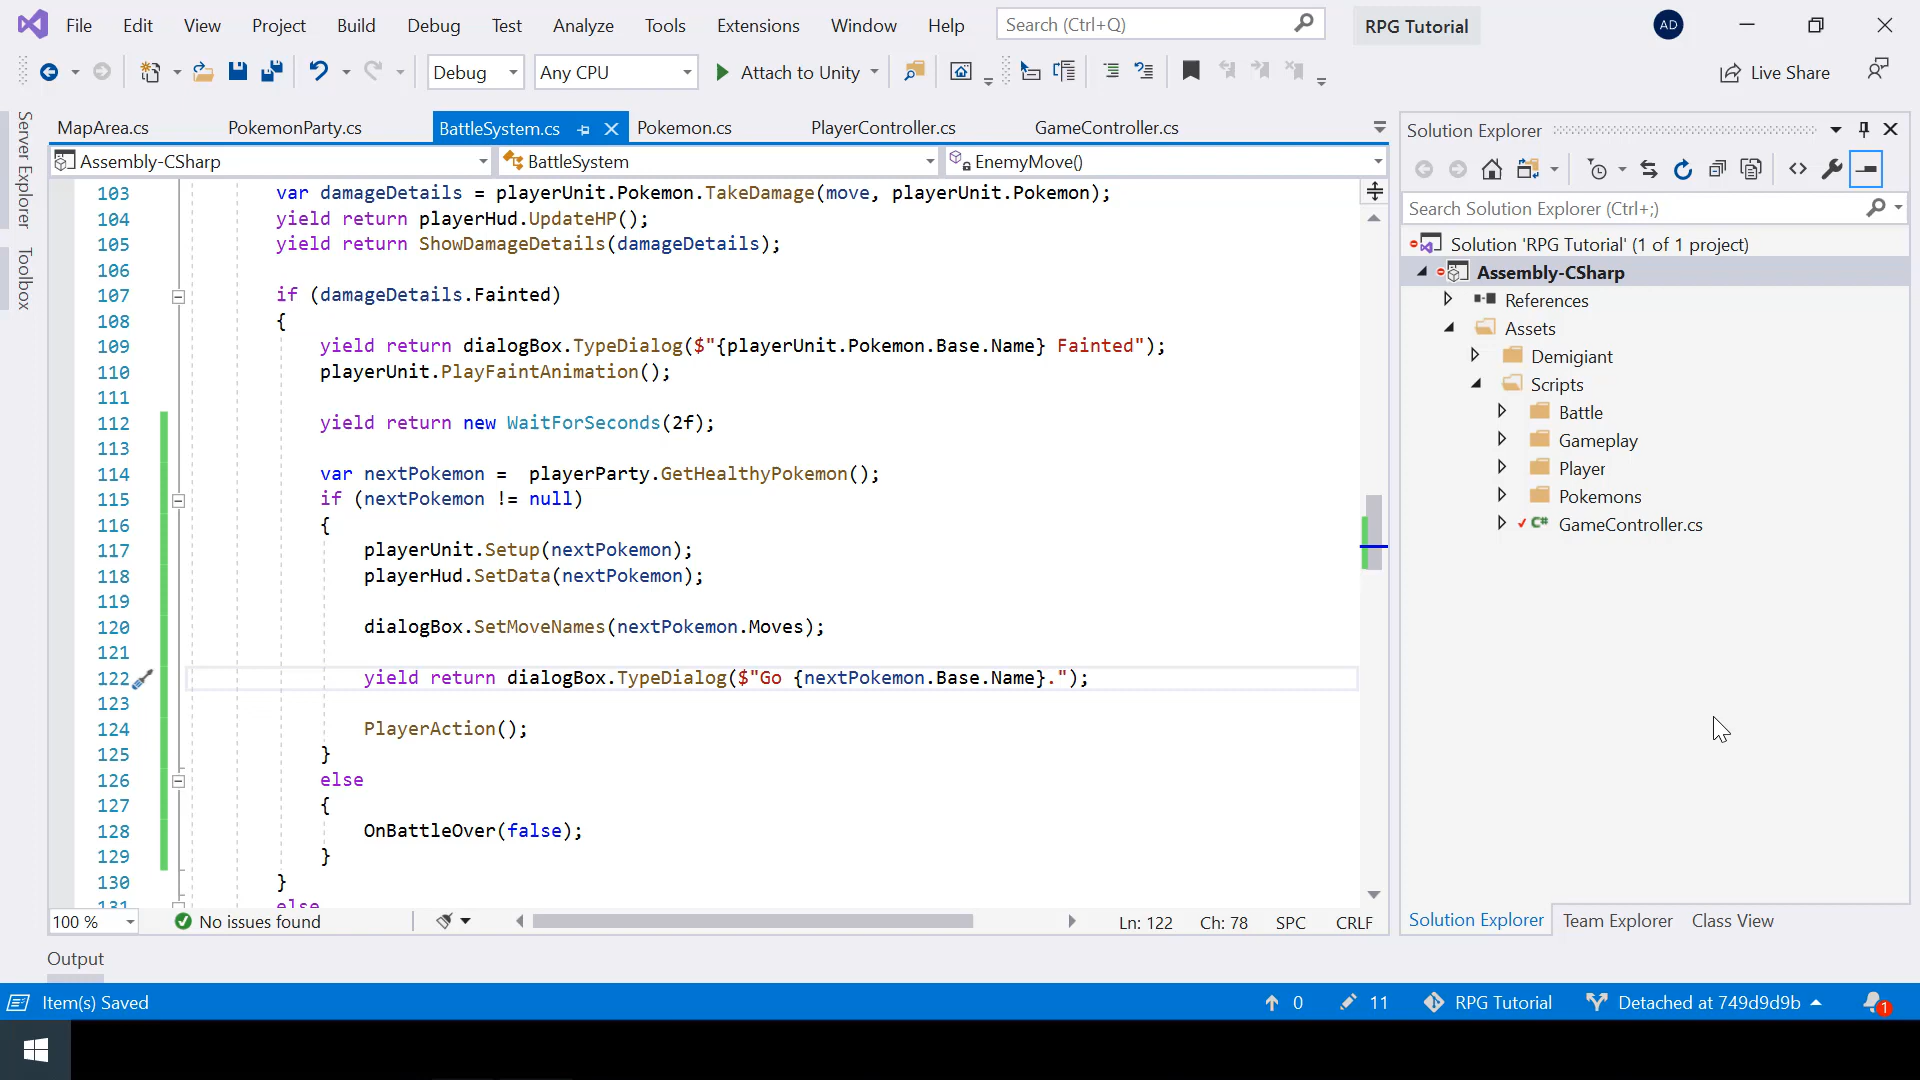 File Edit View Project Build Debug Test Analyze Tools Extensions Window Help Search (Ctrl+Q) RPG Tutorial AD
Debug Any CPU Attach to Unity Live Share
Server Explorer
Toolbox
MapArea.cs PokemonParty.cs BattleSystem.cs Pokemon.cs PlayerController.cs GameController.cs
Assembly-CSharp BattleSystem EnemyMove()
103 var damageDetails = playerUnit.Pokemon.TakeDamage(move, playerUnit.Pokemon);
104 yield return playerHud.UpdateHP();
105 yield return ShowDamageDetails(damageDetails);
106
107 if (damageDetails.Fainted)
108 {
109 yield return dialogBox.TypeDialog($"{playerUnit.Pokemon.Base.Name} Fainted");
110 playerUnit.PlayFaintAnimation();
111
112 yield return new WaitForSeconds(2f);
113
114 var nextPokemon =  playerParty.GetHealthyPokemon();
115 if (nextPokemon != null)
116 {
117 playerUnit.Setup(nextPokemon);
118 playerHud.SetData(nextPokemon);
119
120 dialogBox.SetMoveNames(nextPokemon.Moves);
121
122 yield return dialogBox.TypeDialog($"Go {nextPokemon.Base.Name}.");
123
124 PlayerAction();
125 }
126 else
127 {
128 OnBattleOver(false);
129 }
130 }
131 else
100 % No issues found Ln: 122 Ch: 78 SPC CRLF
Solution Explorer
Search Solution Explorer (Ctrl+;)
Solution 'RPG Tutorial' (1 of 1 project)
Assembly-CSharp
References
Assets
Demigiant
Scripts
Battle
Gameplay
Player
Pokemons
GameController.cs
Solution Explorer Team Explorer Class View
Output
Item(s) Saved 0 11 RPG Tutorial Detached at 749d9d9b 1